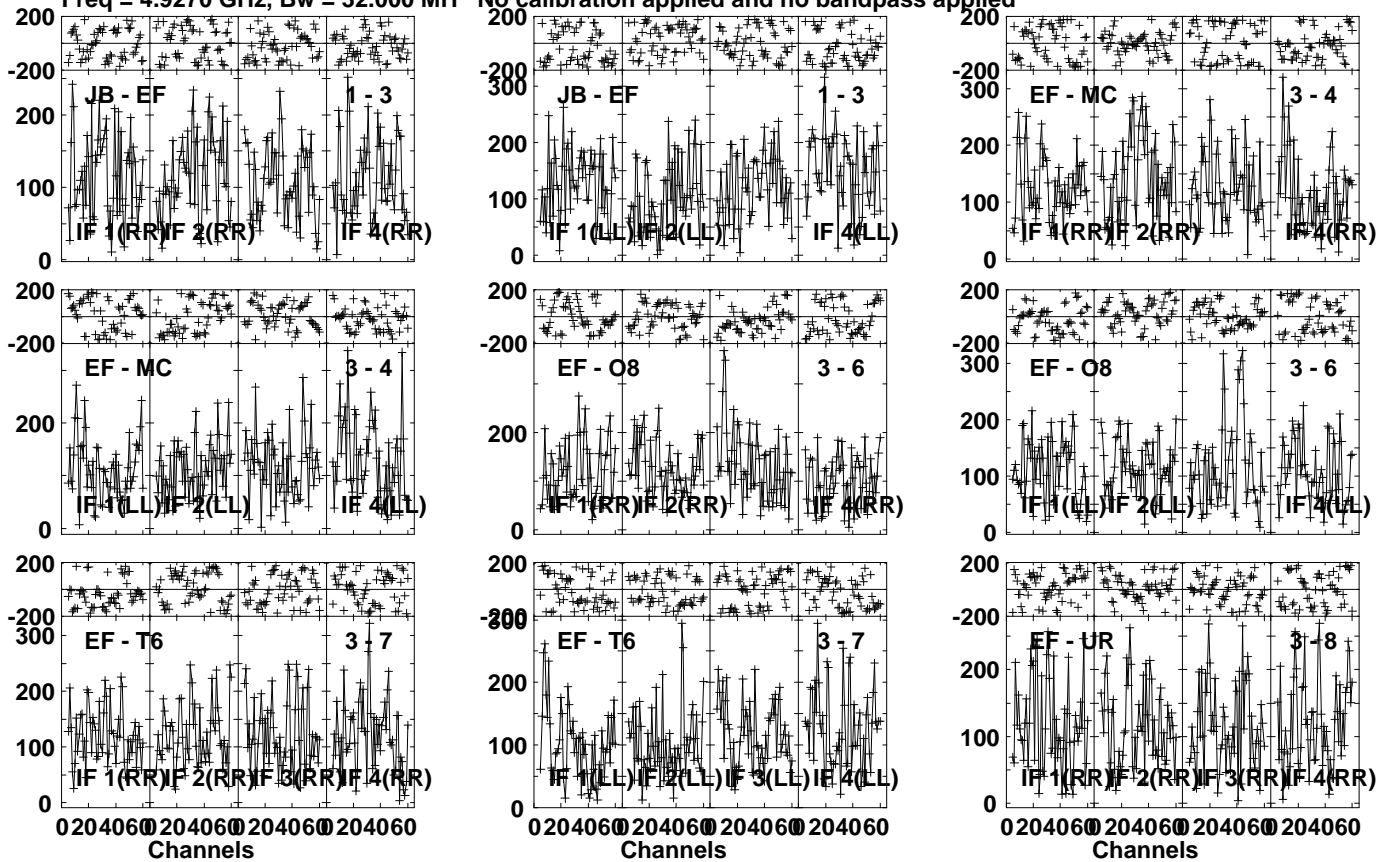 Freq = 4.9270 GHz, Bw = 32.000 MH No calibration applied and no bandpass applied
200
-200
JB - EF 1 - 3
200
100
0
IF 1(RR) IF 2(RR) IF 4(RR)
200
-200
JB - EF 1 - 3
300
200
100
0
IF 1(LL) IF 2(LL) IF 4(LL)
200
-200
EF - MC 3 - 4
300
200
100
0
IF 1(RR) IF 2(RR) IF 4(RR)
200
-200
EF - MC 3 - 4
200
0
IF 1(LL) IF 2(LL) IF 4(LL)
200
-200
EF - O8 3 - 6
200
0
IF 1(RR) IF 2(RR) IF 4(RR)
200
-200
EF - O8 3 - 6
300
200
100
0
IF 1(LL) IF 2(LL) IF 4(LL)
200
-200
EF - T6 3 - 7
300
200
100
0
IF 1(RR) IF 2(RR) IF 3(RR) IF 4(RR)
0 20 40 60 0 20 40 60 0 20 40 60 0 20 40 60
Channels
200
-200
EF - T6 3 - 7
300
200
100
0
IF 1(LL) IF 2(LL) IF 3(LL) IF 4(LL)
0 20 40 60 0 20 40 60 0 20 40 60 0 20 40 60
Channels
200
-200
EF - UR 3 - 8
200
100
0
IF 1(RR) IF 2(RR) IF 3(RR) IF 4(RR)
0 20 40 60 0 20 40 60 0 20 40 60 0 20 40 60
Channels